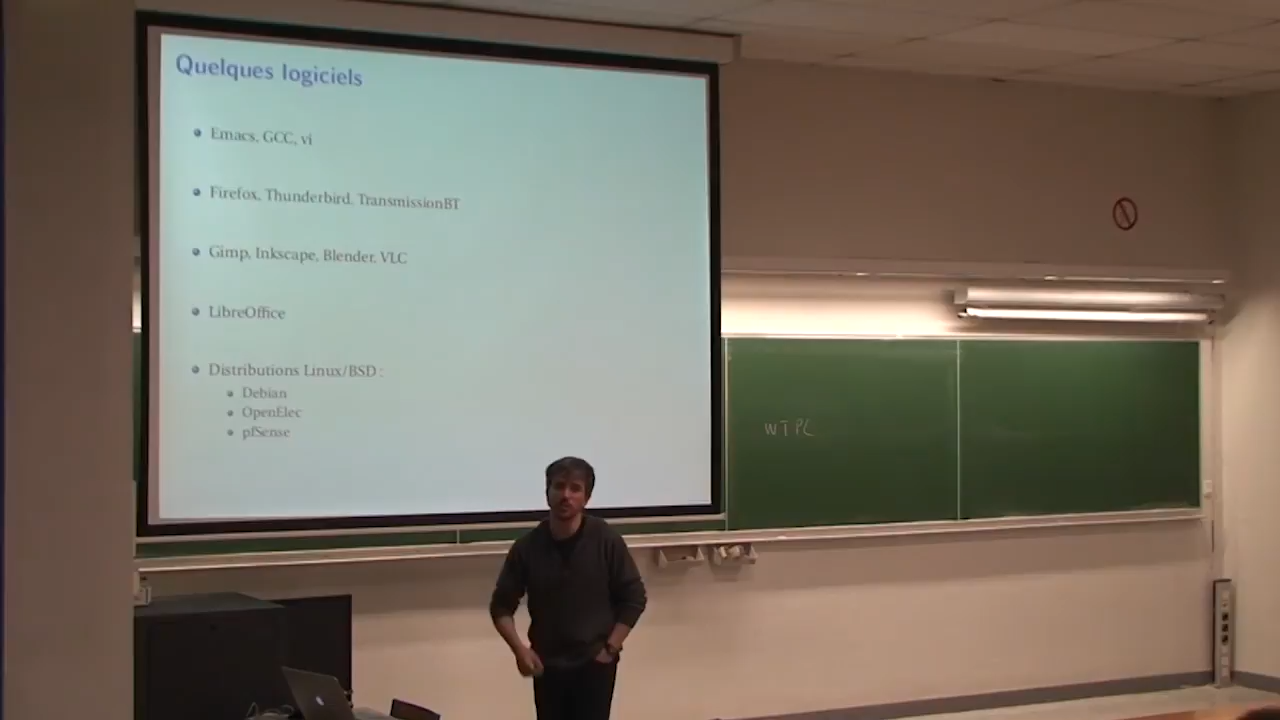 Quelques logiciels
Emacs, GCC, vi
Firefox, Thunderbird, TransmissionBT
Gimp, Inkscape, Blender, VLC
LibreOffice
Distributions Linux/BSD :
Debian
OpenElec
pfSense
WTPC